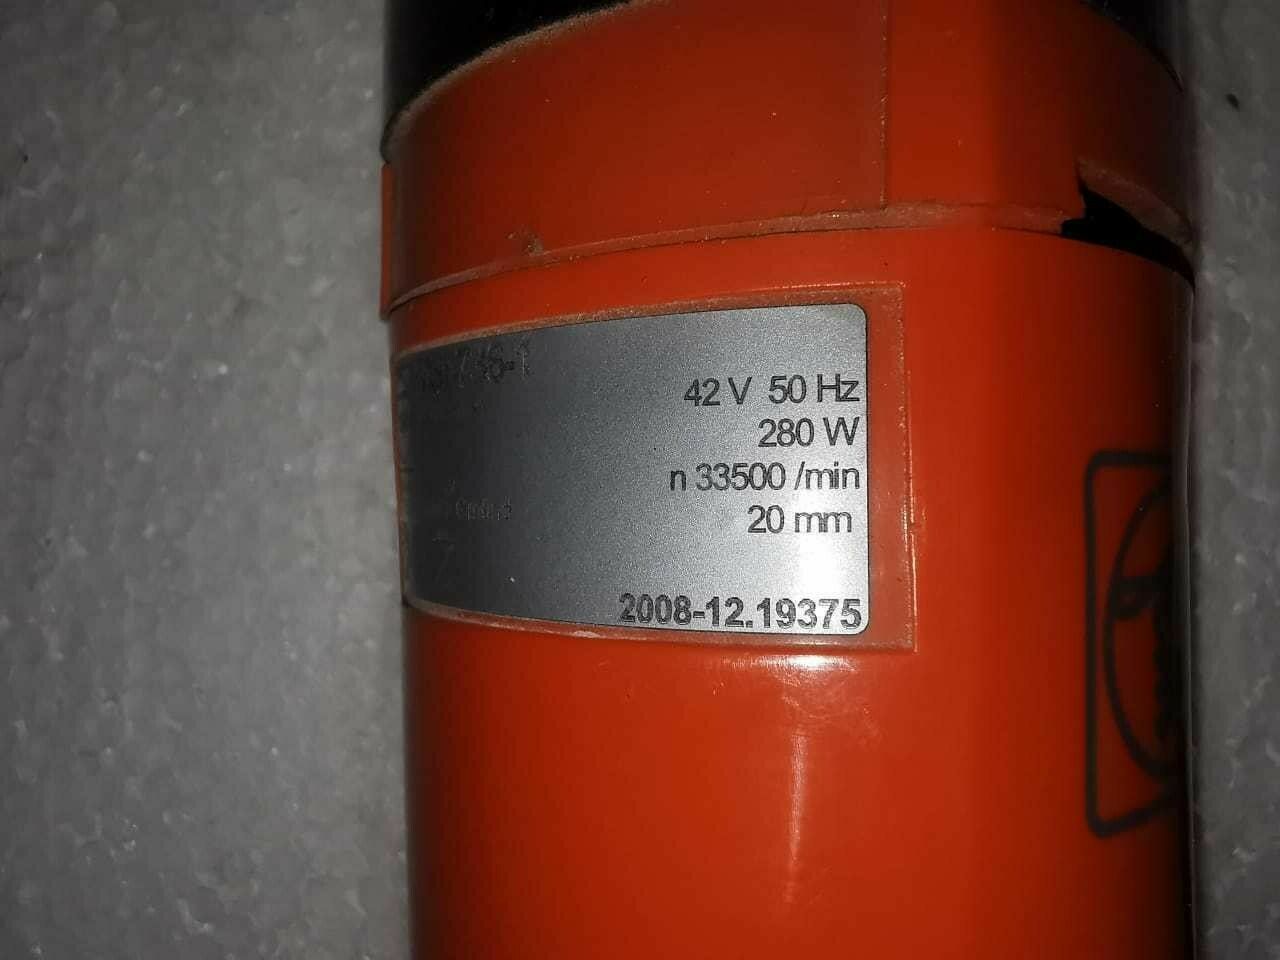 42 V 50 Hz
280 W
n 33500 /min
20 mm
2008-12.19375